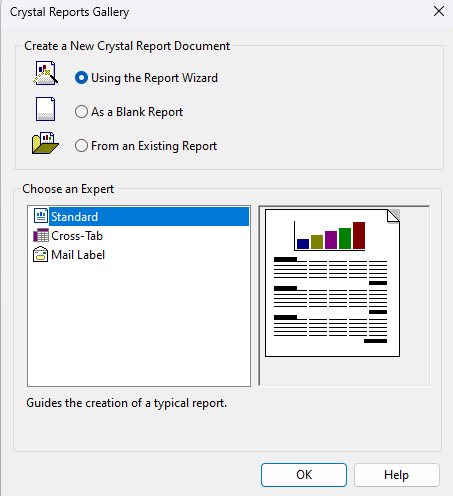 Crystal Reports Gallery
Create a New Crystal Report Document
Using the Report Wizard
As a Blank Report
From an Existing Report
Choose an Expert
Standard
Cross-Tab
Mail Label
Guides the creation of a typical report.
OK
Help